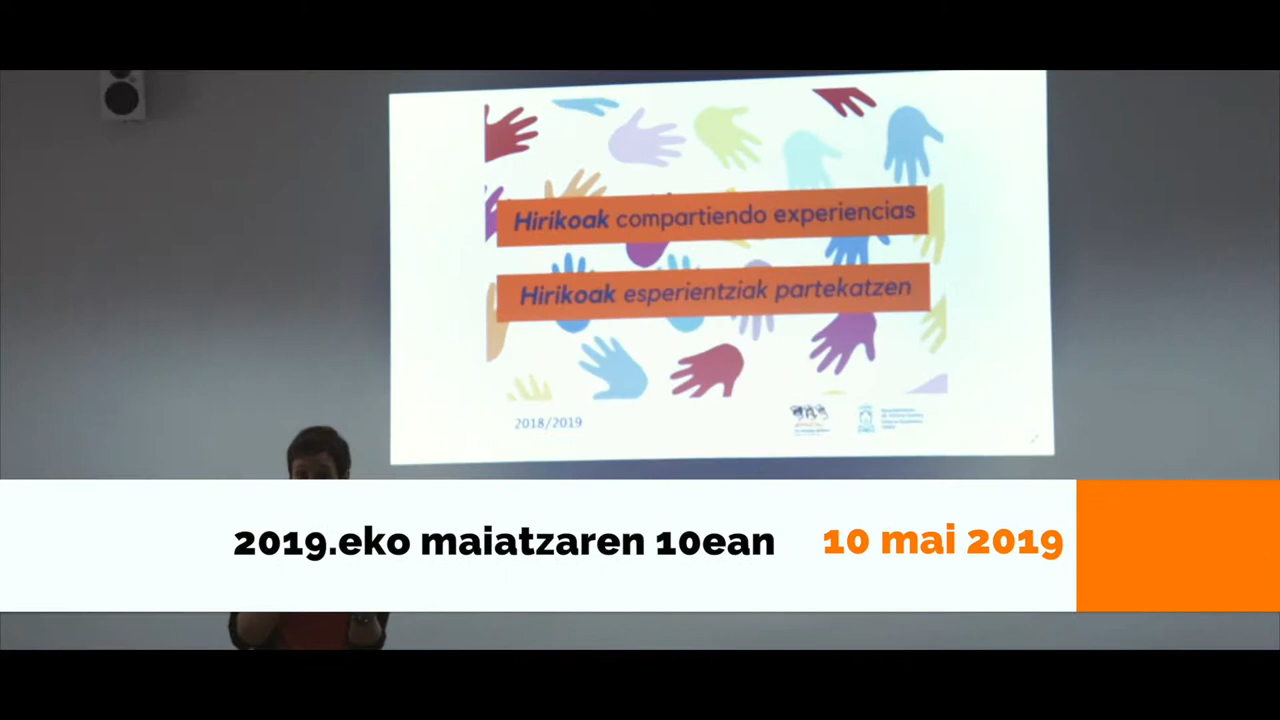 Hirikoak compartiendo experiencias
Hirikoak esperientziak partekatzen
2018/2019
2019.eko maiatzaren 10ean
10 mai 2019